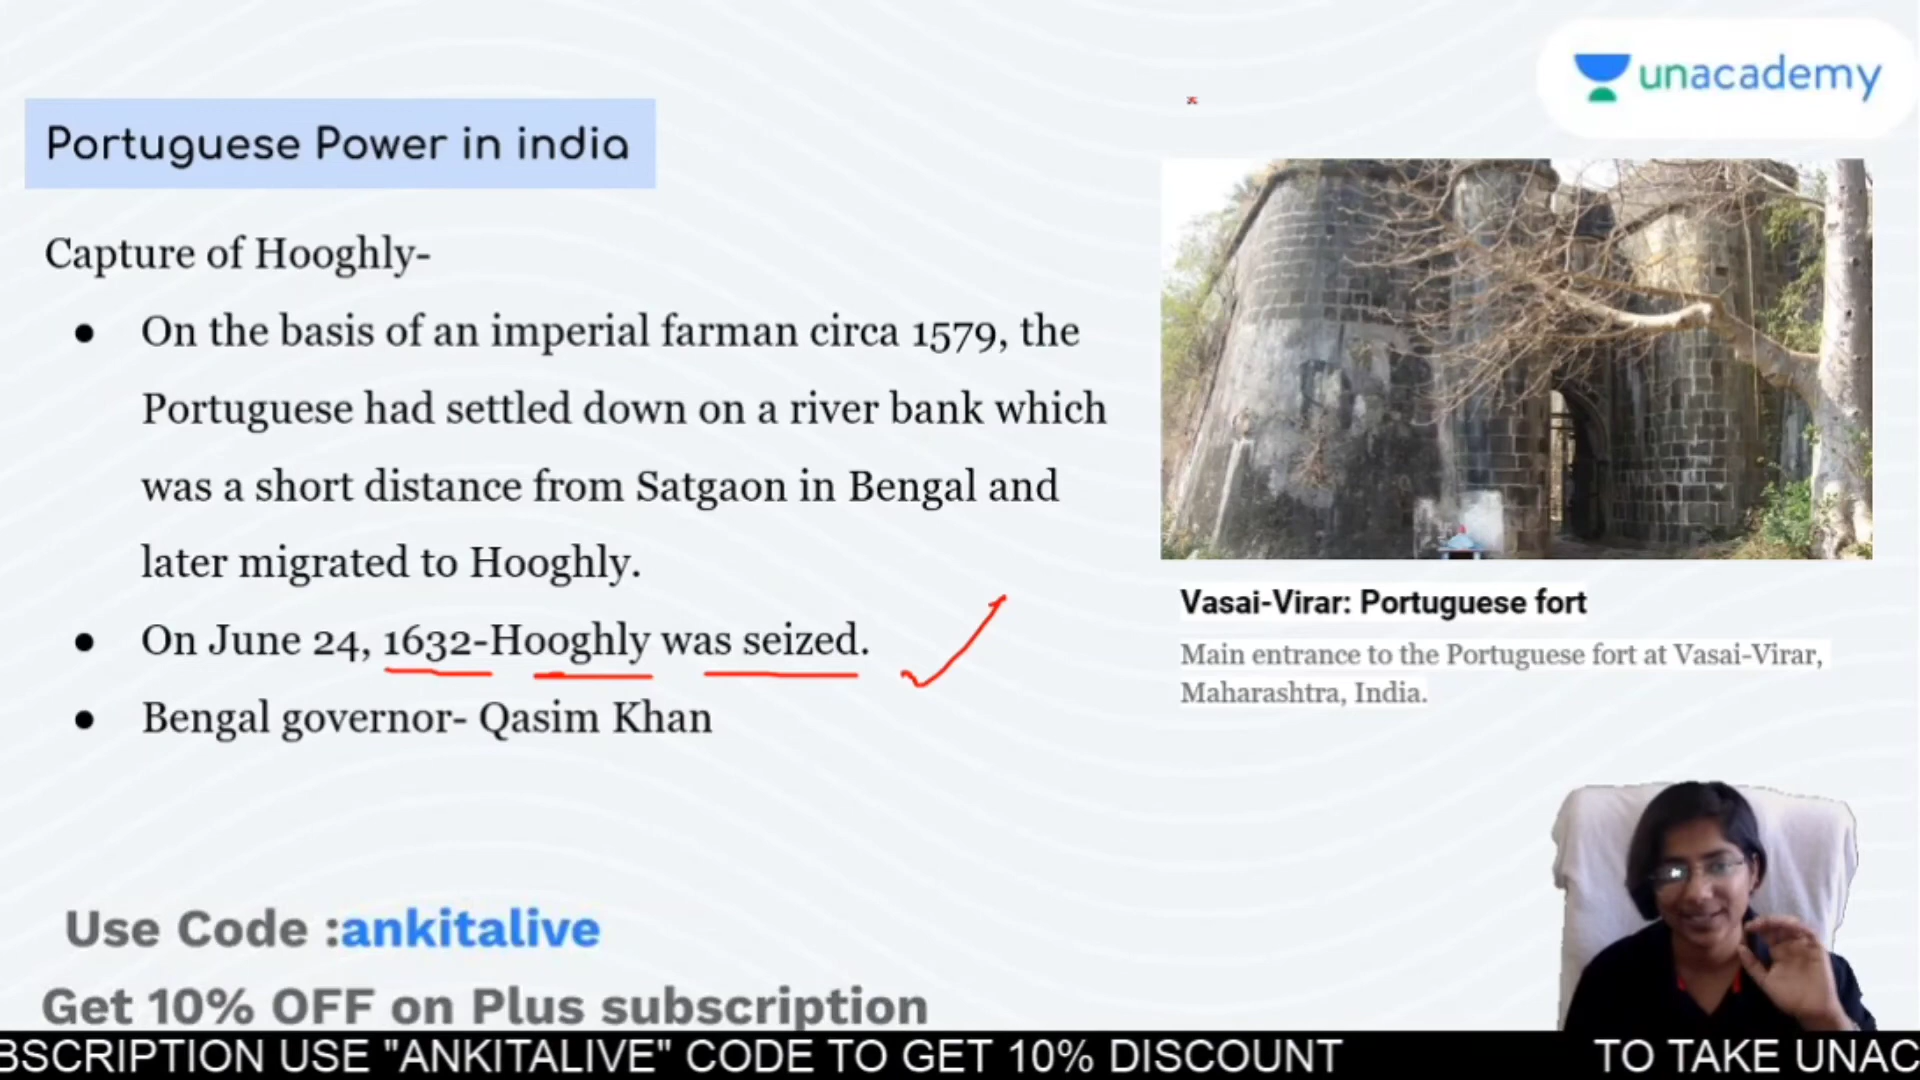 unacademy
Portuguese Power in india
Capture of Hooghly-
● On the basis of an imperial farman circa 1579, the
Portuguese had settled down on a river bank which
was a short distance from Satgaon in Bengal and
later migrated to Hooghly.
● On June 24, 1632-Hooghly was seized.
● Bengal governor- Qasim Khan
Vasai-Virar: Portuguese fort
Main entrance to the Portuguese fort at Vasai-Virar,
Maharashtra, India.
Use Code :ankitalive
Get 10% OFF on Plus subscription
BSCRIPTION USE "ANKITALIVE" CODE TO GET 10% DISCOUNT TO TAKE UNAC